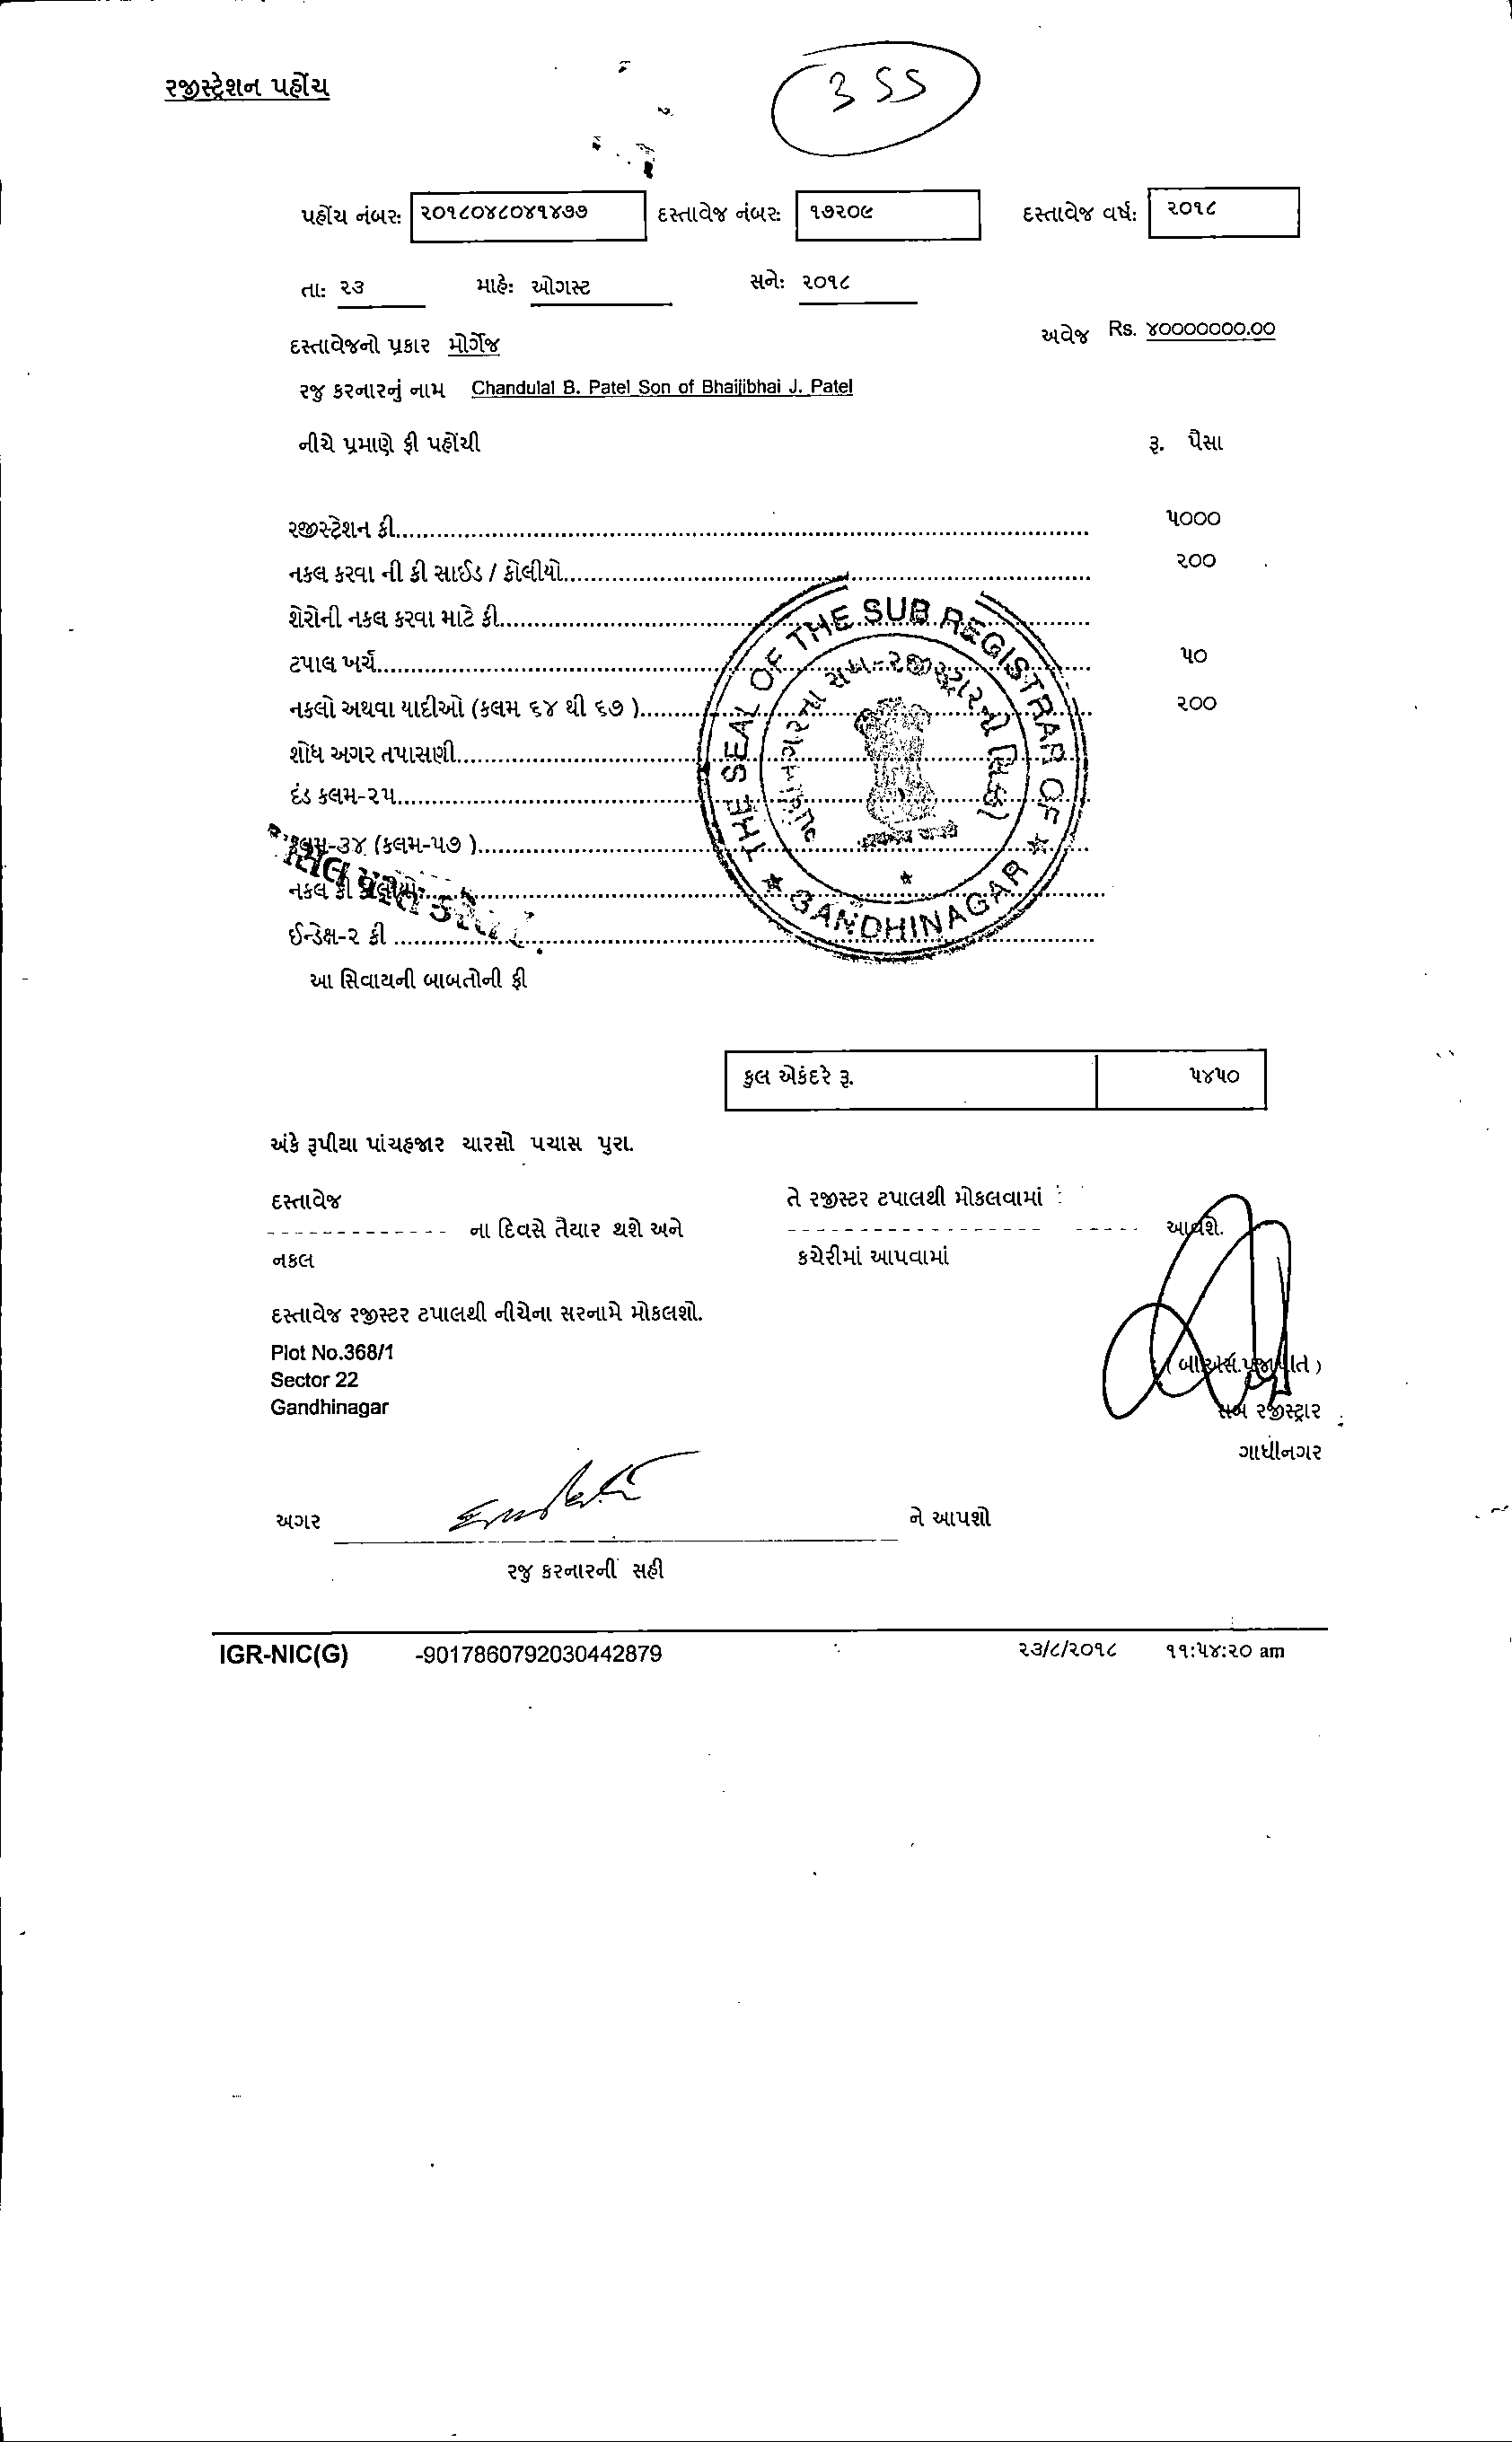 રજીસ્ટ્રેશન પહોંચ
પહોંચ નંબર: ૨૦૧૮૦૪૮૦૪૧૪૭૭ દસ્તાવેજ નંબર: ૧૭૨૦૯ દસ્તાવેજ વર્ષ: ૨૦૧૮
તા: ૨૩ માહે: ઓગસ્ટ સને: ૨૦૧૮
દસ્તાવેજનો પ્રકાર મોર્ગેજ અવેજ Rs. ૪૦૦૦૦૦૦૦.૦૦
રજુ કરનારનું નામ Chandulal B. Patel Son of Bhaijibhai J. Patel
નીચે પ્રમાણે ફી પહોંચી રૂ. પૈસા
રજીસ્ટ્રેશન ફી ૫૦૦૦
નકલ કરવા ની ફી સાઈડ / ફોલીયો ૨૦૦
શેરોની નકલ કરવા માટે ફી
ટપાલ ખર્ચ ૫૦
નકલો અથવા યાદીઓ (કલમ ૬૪ થી ૬૭ ) ૨૦૦
શોધ અગર તપાસણી
દંડ કલમ-૨૫
કલમ-૩૪ (કલમ-૫૭ )
નકલ ફી ફોલીયો
ઈન્ડેક્ષ-૨ ફી
આ સિવાયની બાબતોની ફી
THE SEAL OF THE SUB REGISTRAR OF GANDHINAGAR
કુલ એકંદરે રૂ. ૫૪૫૦
અંકે રૂપીયા પાંચહજાર ચારસો પચાસ પુરા.
દસ્તાવેજ તે રજીસ્ટર ટપાલથી મોકલવામાં
ના દિવસે તૈયાર થશે અને આવશે.
નકલ કચેરીમાં આપવામાં
દસ્તાવેજ રજીસ્ટર ટપાલથી નીચેના સરનામે મોકલશો.
Plot No.368/1
Sector 22
Gandhinagar
સબ રજીસ્ટ્રાર
ગાધીનગર
અગર ને આપશો
રજુ કરનારની સહી
IGR-NIC(G) -9017860792030442879 ૨૩/૮/૨૦૧૮ ૧૧:૫૪:૨૦ am